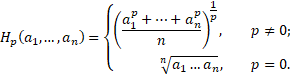 H_p(a_1,…,a_n) = { ((a_1^p + ⋯ + a_n^p)/n)^(1/p), p ≠ 0;
ⁿ√(a_1 … a_n), p = 0.